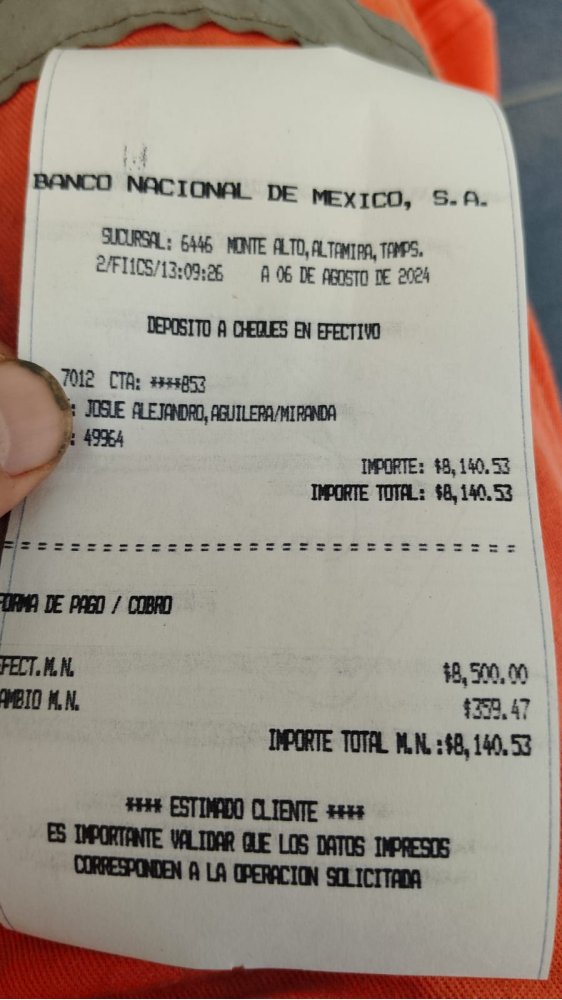 BANCO NACIONAL DE MEXICO, S.A.
SUCURSAL: 6446 MONTE ALTO,ALTAMIRA,TAMPS.
2/FI1CS/13:09:26 A 06 DE AGOSTO DE 2024
DEPOSITO A CHEQUES EN EFECTIVO
7012 CTA: ****853
: JOSUE ALEJANDRO,AGUILERA/MIRANDA
: 49964
IMPORTE: $8,140.53
IMPORTE TOTAL: $8,140.53
FORMA DE PAGO / COBRO
EFECT.M.N. $8,500.00
AMBIO M.N. $359.47
IMPORTE TOTAL M.N.:$8,140.53
**** ESTIMADO CLIENTE ****
ES IMPORTANTE VALIDAR QUE LOS DATOS IMPRESOS
CORRESPONDEN A LA OPERACION SOLICITADA